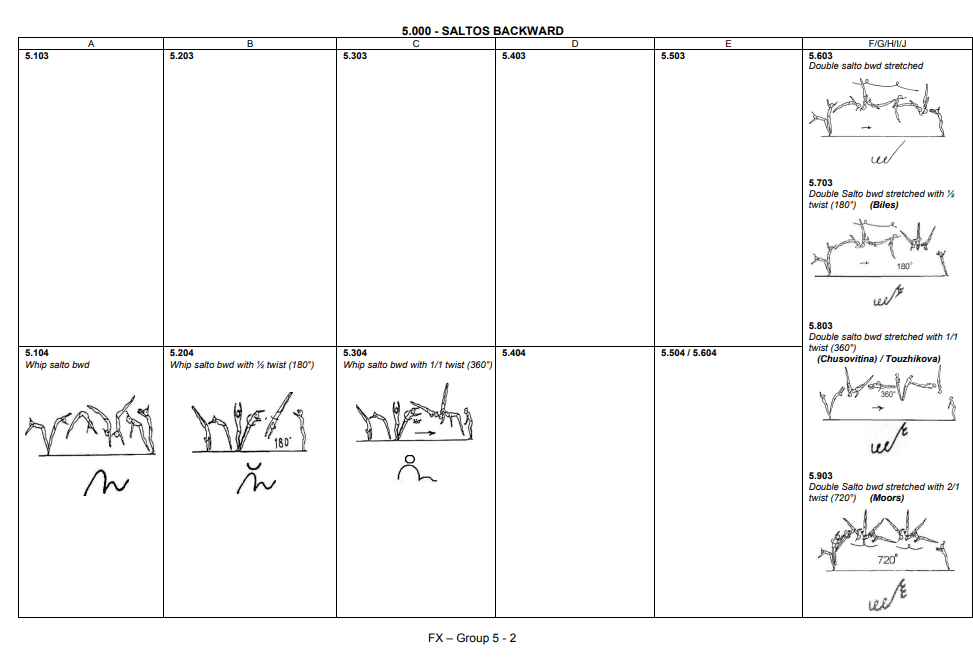 5.000 - SALTOS BACKWARD
A B C D E F/G/H/I/J
5.103 5.203 5.303 5.403 5.503 5.603
Double salto bwd stretched
5.703
Double Salto bwd stretched with ½
twist (180°) (Biles)
180°
5.803
Double salto bwd stretched with 1/1
twist (360°)
(Chusovitina) / Touzhikova)
360°
5.104 5.204 5.304 5.404 5.504 / 5.604
Whip salto bwd Whip salto bwd with ½ twist (180°) Whip salto bwd with 1/1 twist (360°)
180°
5.903
Double Salto bwd stretched with 2/1
twist (720°) (Moors)
720°
FX – Group 5 - 2